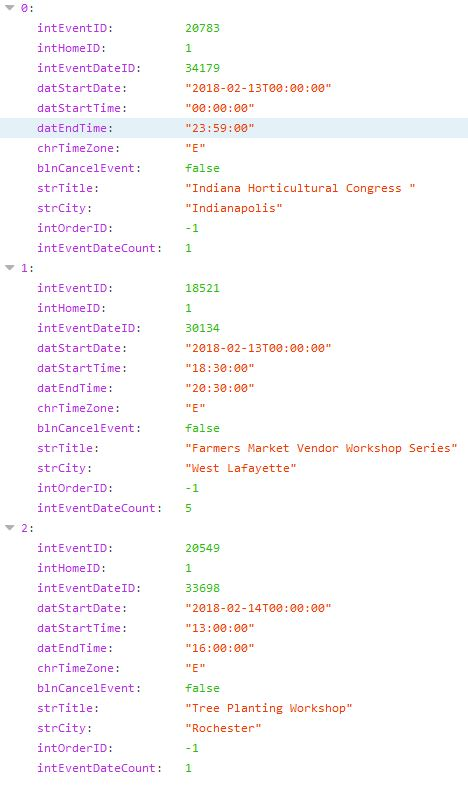 0:
intEventID: 20783
intHomeID: 1
intEventDateID: 34179
datStartDate: "2018-02-13T00:00:00"
datStartTime: "00:00:00"
datEndTime: "23:59:00"
chrTimeZone: "E"
blnCancelEvent: false
strTitle: "Indiana Horticultural Congress "
strCity: "Indianapolis"
intOrderID: -1
intEventDateCount: 1
1:
intEventID: 18521
intHomeID: 1
intEventDateID: 30134
datStartDate: "2018-02-13T00:00:00"
datStartTime: "18:30:00"
datEndTime: "20:30:00"
chrTimeZone: "E"
blnCancelEvent: false
strTitle: "Farmers Market Vendor Workshop Series"
strCity: "West Lafayette"
intOrderID: -1
intEventDateCount: 5
2:
intEventID: 20549
intHomeID: 1
intEventDateID: 33698
datStartDate: "2018-02-14T00:00:00"
datStartTime: "13:00:00"
datEndTime: "16:00:00"
chrTimeZone: "E"
blnCancelEvent: false
strTitle: "Tree Planting Workshop"
strCity: "Rochester"
intOrderID: -1
intEventDateCount: 1